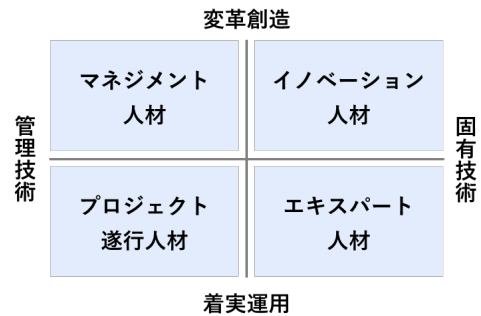 変革創造
マネジメント
人材
イノベーション
人材
管理技術
固有技術
プロジェクト
遂行人材
エキスパート
人材
着実運用